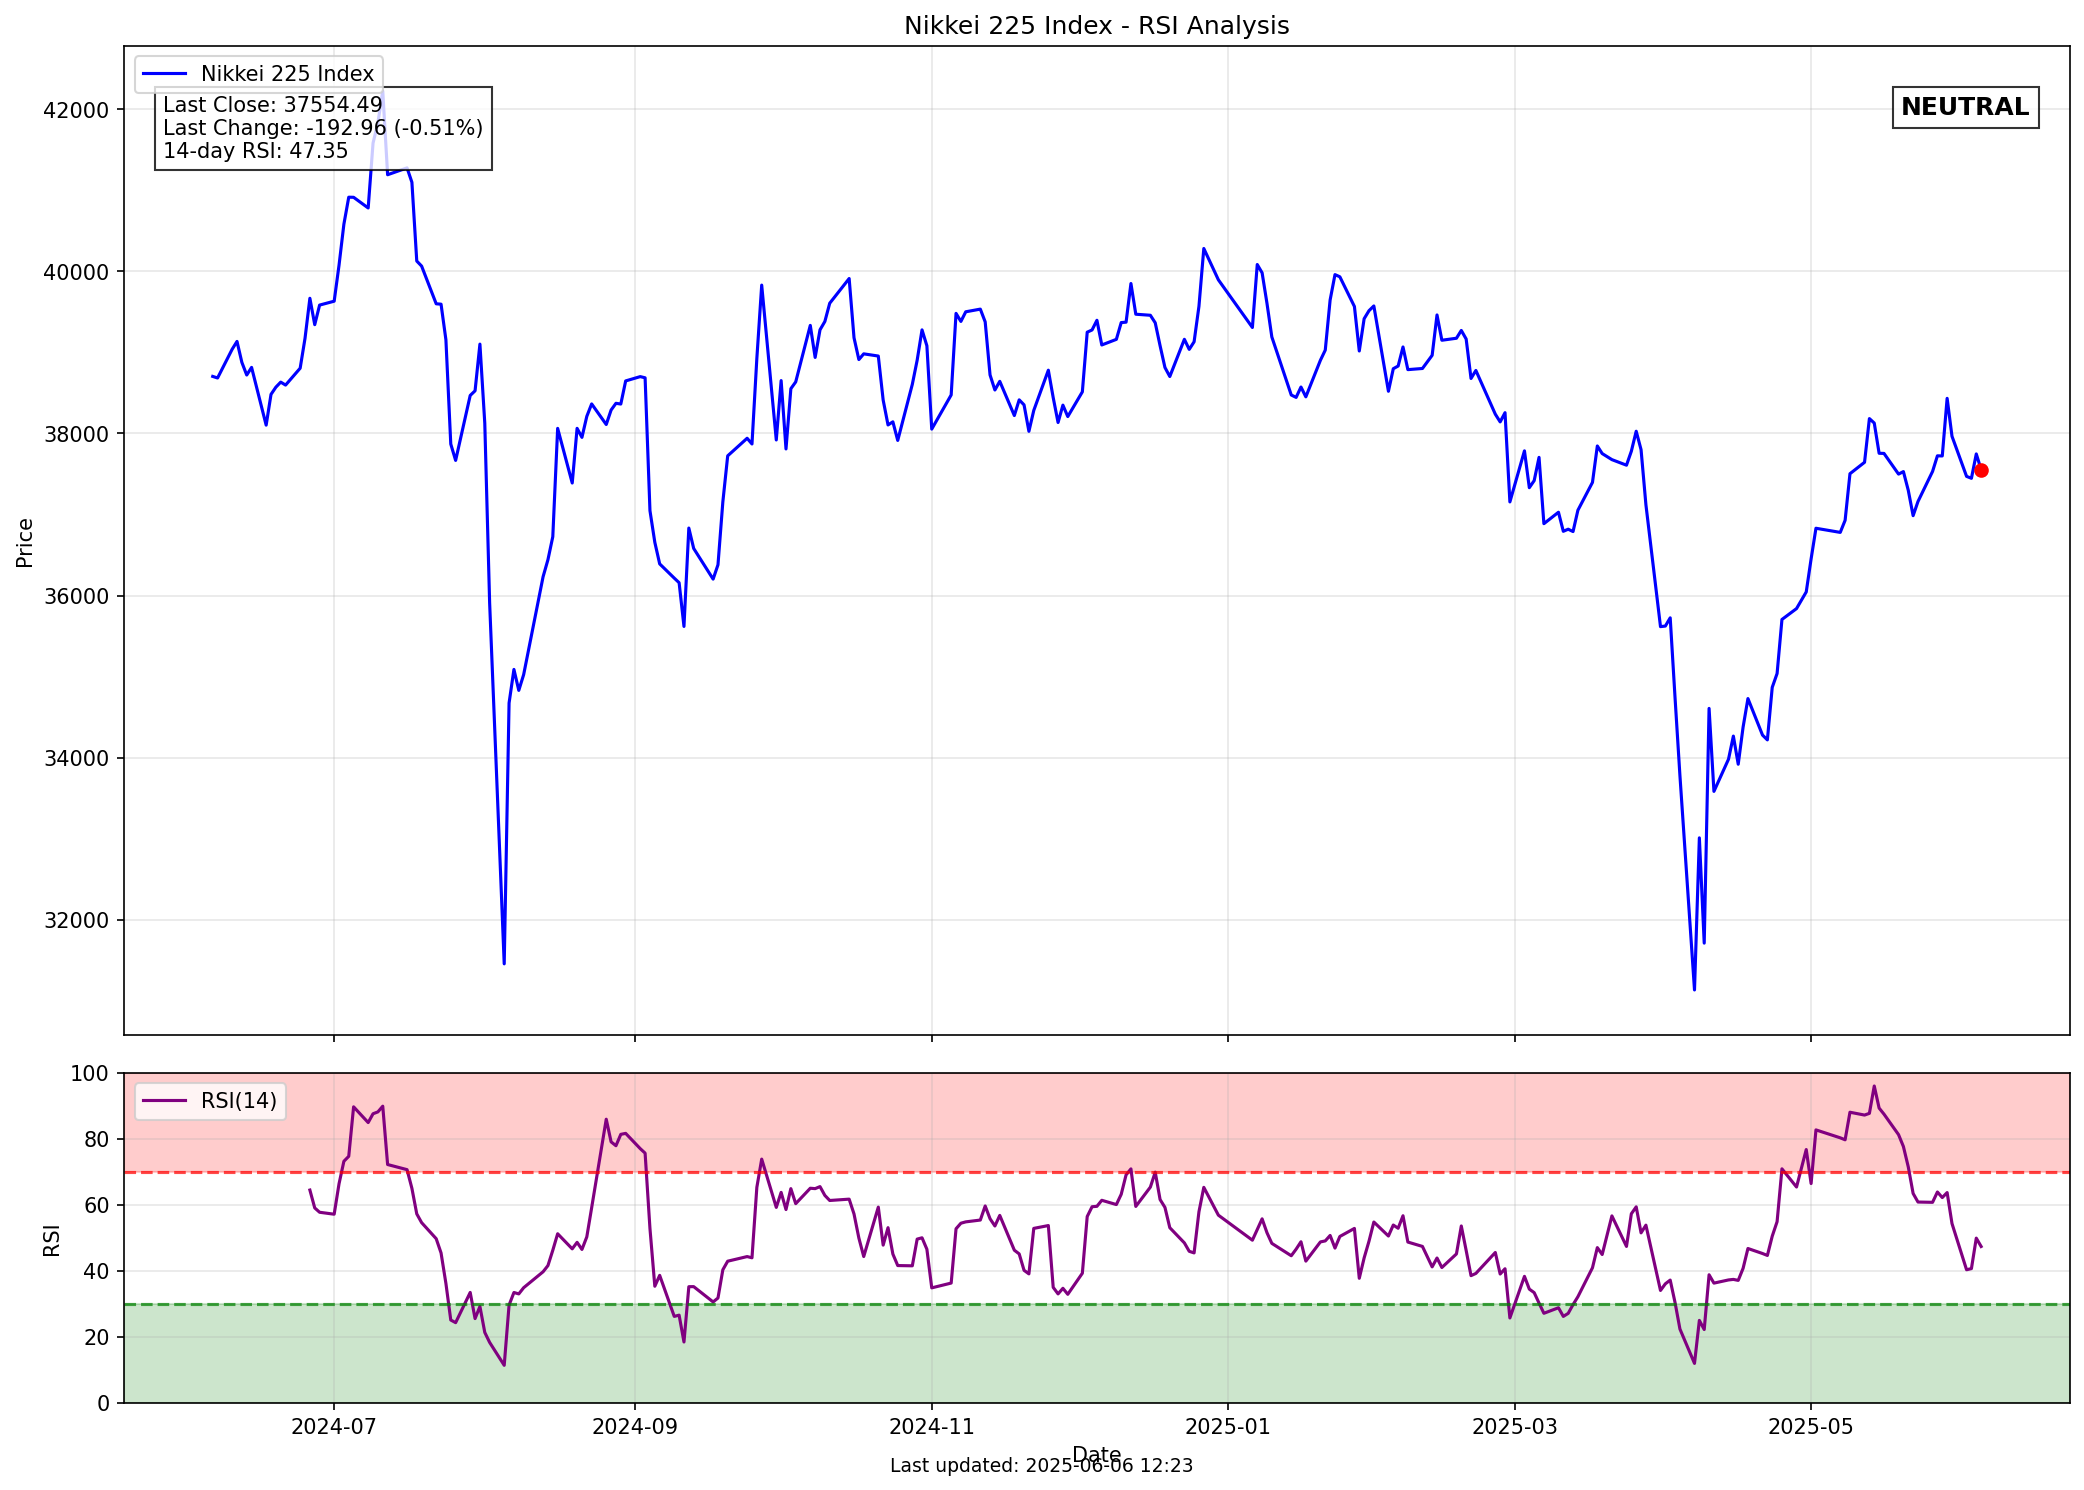 Nikkei 225 Index - RSI Analysis
Nikkei 225 Index
Last Close: 37554.49
Last Change: -192.96 (-0.51%)
14-day RSI: 47.35
NEUTRAL
42000
40000
38000
36000
34000
32000
Price
RSI(14)
100
80
60
40
20
0
RSI
2024-07
2024-09
2024-11
2025-01
2025-03
2025-05
Date
Last updated: 2025-06-06 12:23